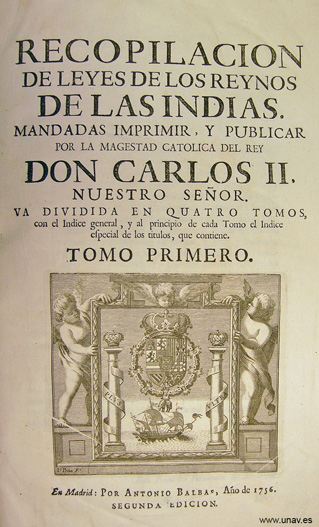 RECOPILACION
DE LEYES DE LOS REYNOS
DE LAS INDIAS.
MANDADAS IMPRIMIR, Y PUBLICAR
POR LA MAGESTAD CATOLICA DEL REY
DON CARLOS II.
NUESTRO SEÑOR.
VA DIVIDIDA EN QUATRO TOMOS,
con el Indice general, y al principio de cada Tomo el Indice
especial de los titulos, que contiene.
TOMO PRIMERO.
PLVS
En Madrid: POR ANTONIO BALBAS, Año de 1756.
SEGUNDA EDICION.
www.unav.es